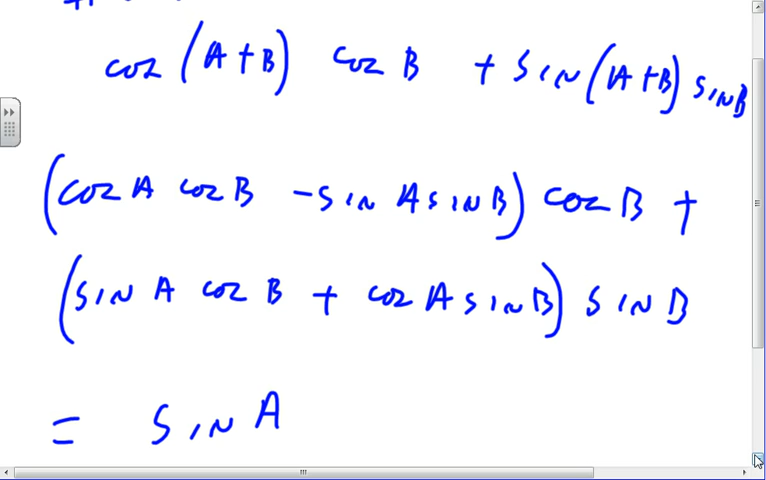 cos (A+B) cos B + sin (A+B) sin B
(cos A cos B - sin A sin B) cos B +
(sin A cos B + cos A sin B) sin B
= sin A